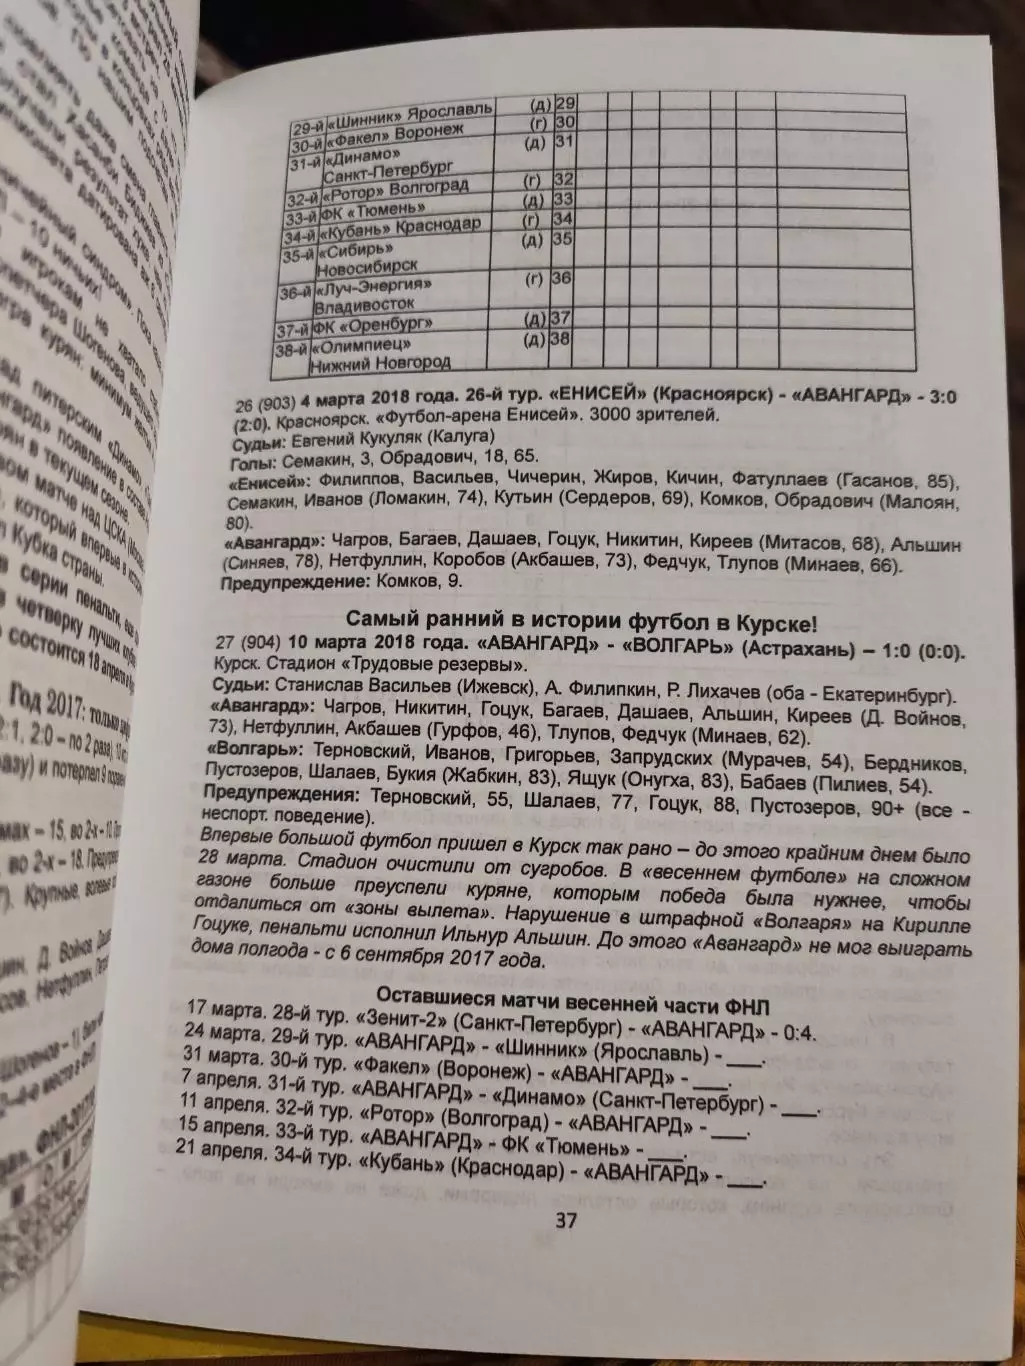 29-й «Шинник» Ярославль (д) 29
30-й «Факел» Воронеж (г) 30
31-й «Динамо» (д) 31
Санкт-Петербург
32-й «Ротор» Волгоград (г) 32
33-й ФК «Тюмень» (д) 33
34-й «Кубань» Краснодар (г) 34
35-й «Сибирь» (д) 35
Новосибирск
36-й «Луч-Энергия» (г) 36
Владивосток
37-й ФК «Оренбург» (д) 37
38-й «Олимпиец» (д) 38
Нижний Новгород
26 (903) 4 марта 2018 года. 26-й тур. «ЕНИСЕЙ» (Красноярск) - «АВАНГАРД» - 3:0
(2:0). Красноярск. «Футбол-арена Енисей». 3000 зрителей.
Судьи: Евгений Кукуляк (Калуга)
Голы: Семакин, 3, Обрадович, 18, 65.
«Енисей»: Филиппов, Васильев, Чичерин, Жиров, Кичин, Фатуллаев (Гасанов, 85),
Семакин, Иванов (Ломакин, 74), Кутьин (Сердеров, 69), Комков, Обрадович (Малоян,
80).
«Авангард»: Чагров, Багаев, Дашаев, Гоцук, Никитин, Киреев (Митасов, 68), Альшин
(Синяев, 78), Нетфуллин, Коробов (Акбашев, 73), Федчук, Тлупов (Минаев, 66).
Предупреждение: Комков, 9.
Самый ранний в истории футбол в Курске!
27 (904) 10 марта 2018 года. «АВАНГАРД» - «ВОЛГАРЬ» (Астрахань) – 1:0 (0:0).
Курск. Стадион «Трудовые резервы».
Судьи: Станислав Васильев (Ижевск), А. Филипкин, Р. Лихачев (оба - Екатеринбург).
«Авангард»: Чагров, Никитин, Гоцук, Багаев, Дашаев, Альшин, Киреев (Д. Войнов,
73), Нетфуллин, Акбашев (Гурфов, 46), Тлупов, Федчук (Минаев, 62).
«Волгарь»: Терновский, Иванов, Григорьев, Запрудских (Мурачев, 54), Бердников,
Пустозеров, Шалаев, Букия (Жабкин, 83), Ящук (Онугха, 83), Бабаев (Пилиев, 54).
Предупреждения: Терновский, 55, Шалаев, 77, Гоцук, 88, Пустозеров, 90+ (все -
неспорт. поведение).
Впервые большой футбол пришел в Курск так рано – до этого крайним днем было
28 марта. Стадион очистили от сугробов. В «весеннем футболе» на сложном
газоне больше преуспели куряне, которым победа была нужнее, чтобы
отдалиться от «зоны вылета». Нарушение в штрафной «Волгаря» на Кирилле
Гоцуке, пенальти исполнил Ильнур Альшин. До этого «Авангард» не мог выиграть
дома полгода - с 6 сентября 2017 года.
Оставшиеся матчи весенней части ФНЛ
17 марта. 28-й тур. «Зенит-2» (Санкт-Петербург) - «АВАНГАРД» - 0:4.
24 марта. 29-й тур. «АВАНГАРД» - «Шинник» (Ярославль) - ___.
31 марта. 30-й тур. «Факел» (Воронеж) - «АВАНГАРД» - ___.
7 апреля. 31-й тур. «АВАНГАРД» - «Динамо» (Санкт-Петербург) - ___.
11 апреля. 32-й тур. «Ротор» (Волгоград) - «АВАНГАРД» - ___.
15 апреля. 33-й тур. «АВАНГАРД» - ФК «Тюмень» - ___.
21 апреля. 34-й тур. «Кубань» (Краснодар) - «АВАНГАРД» - ___.
37